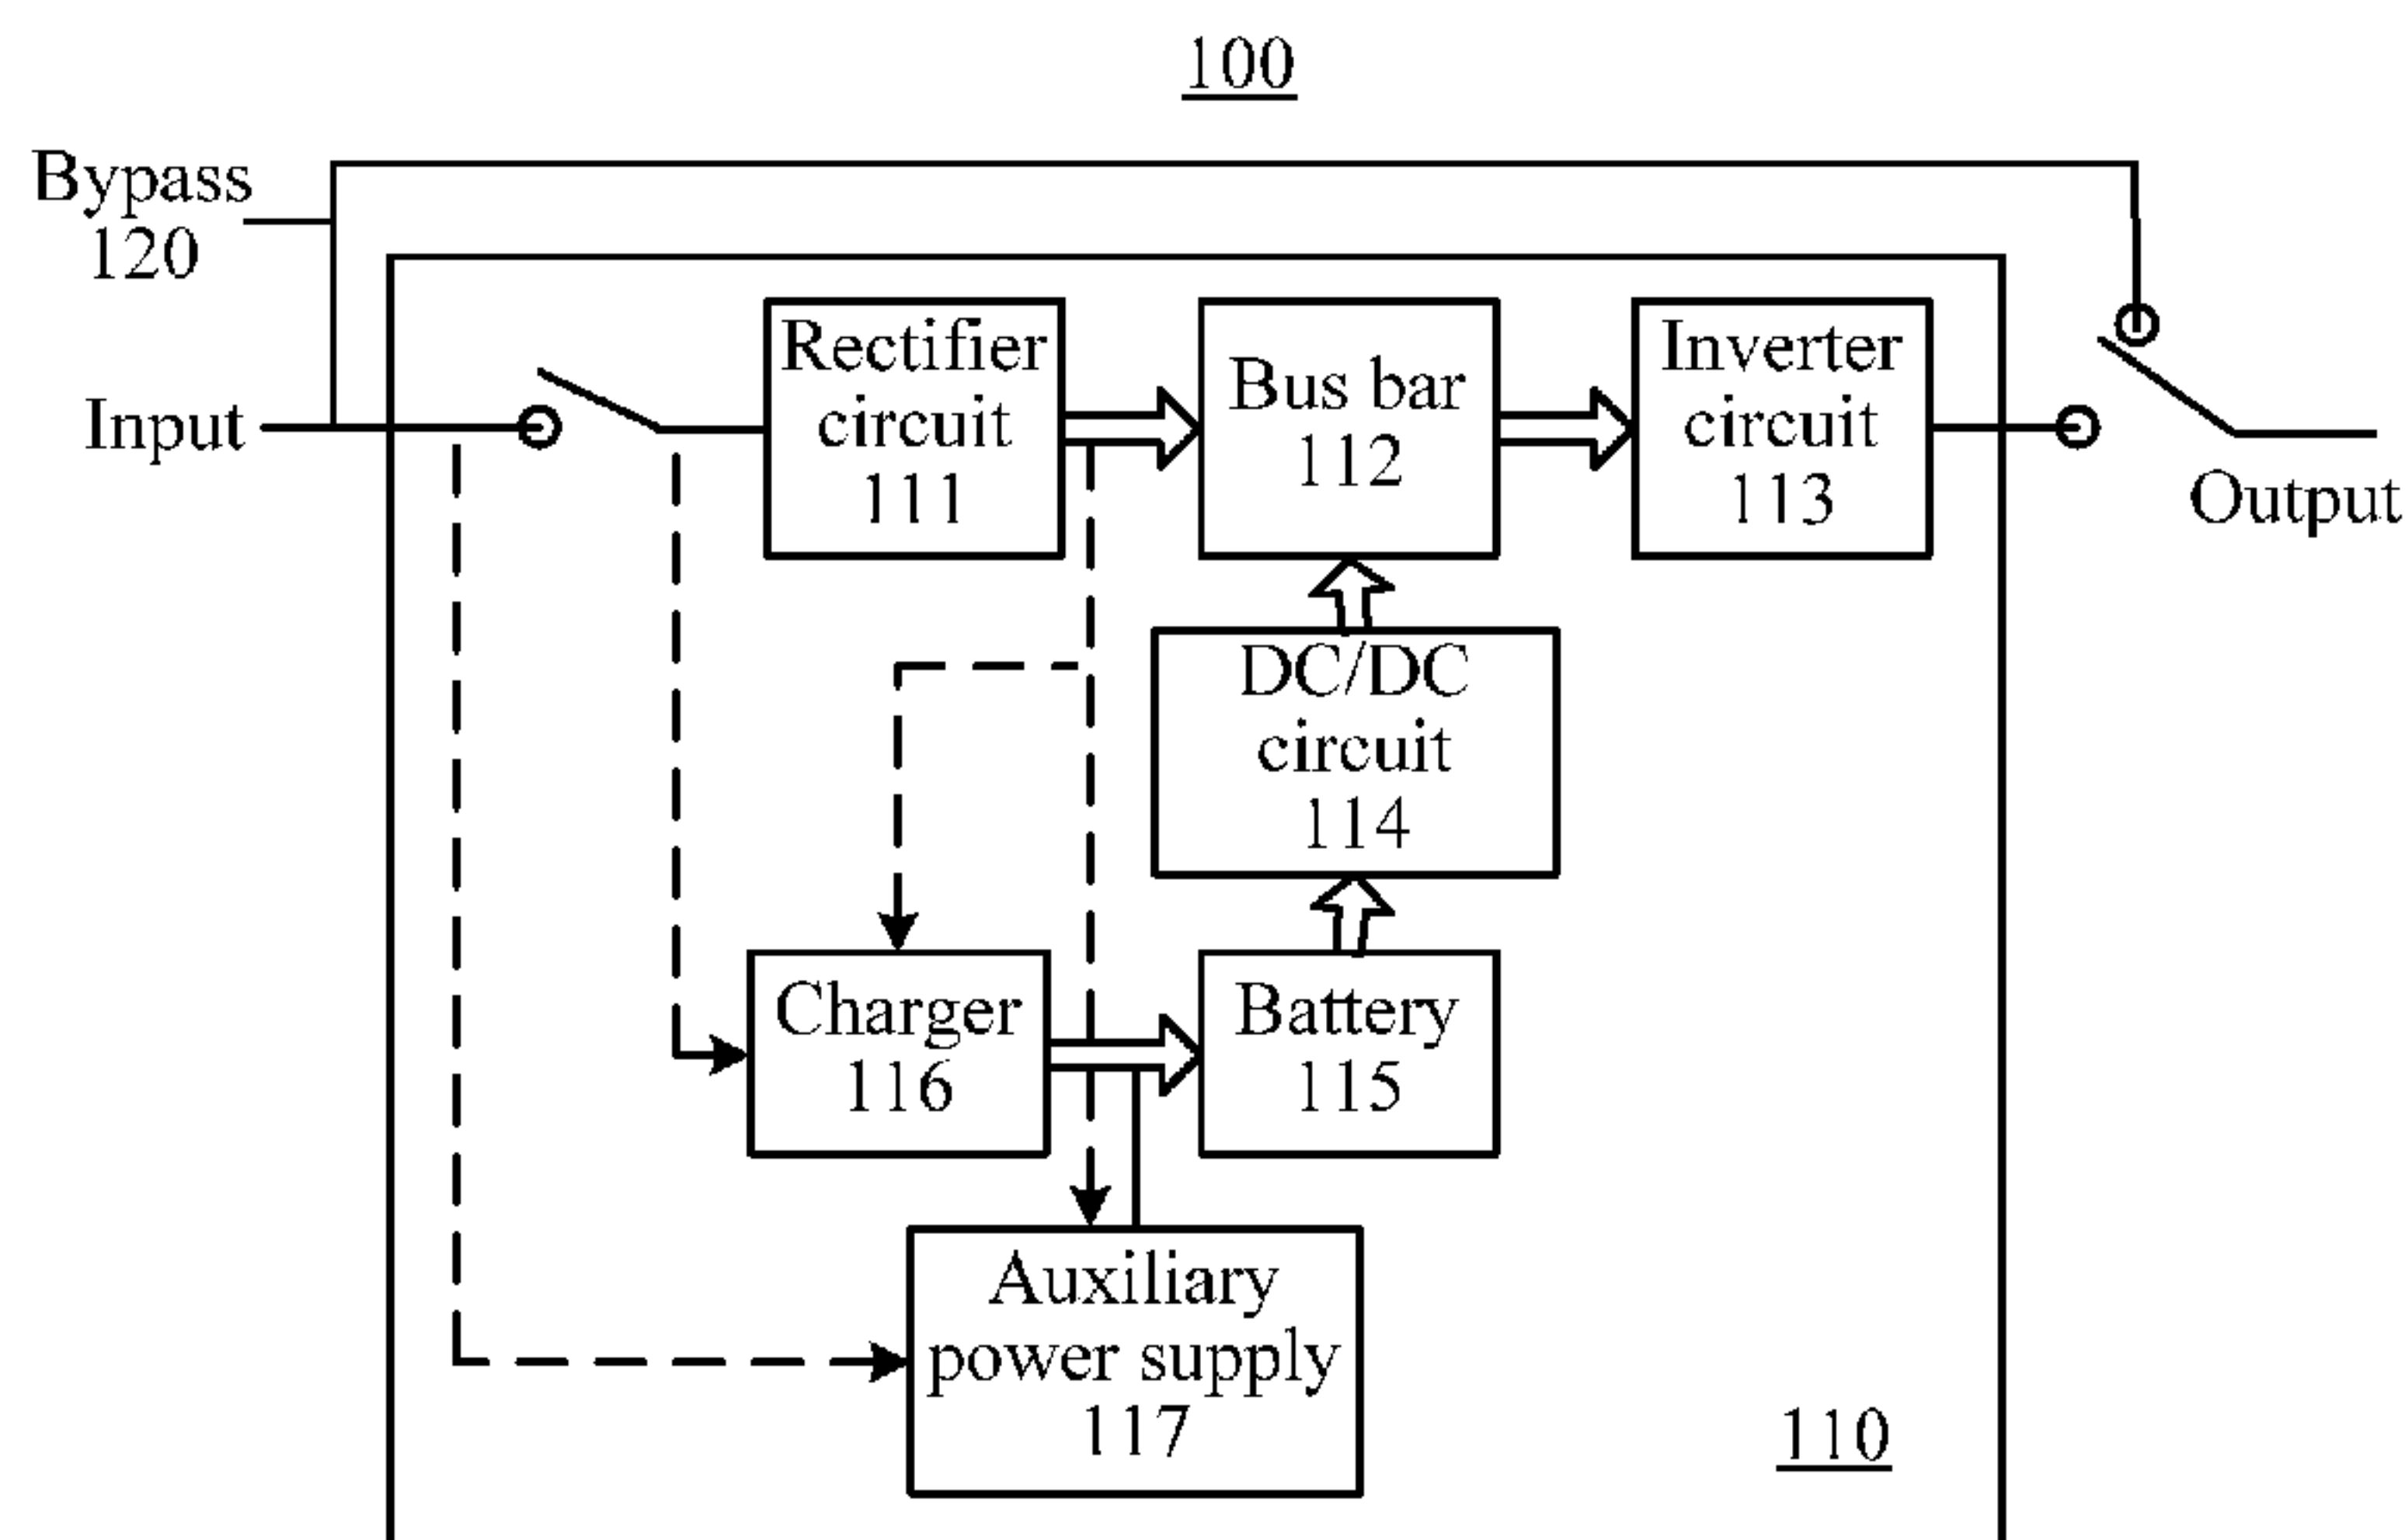 100
Bypass
120
Input
Rectifier
circuit
111
Bus bar
112
Inverter
circuit
113
Output
DC/DC
circuit
114
Charger
116
Battery
115
Auxiliary
power supply
117
110